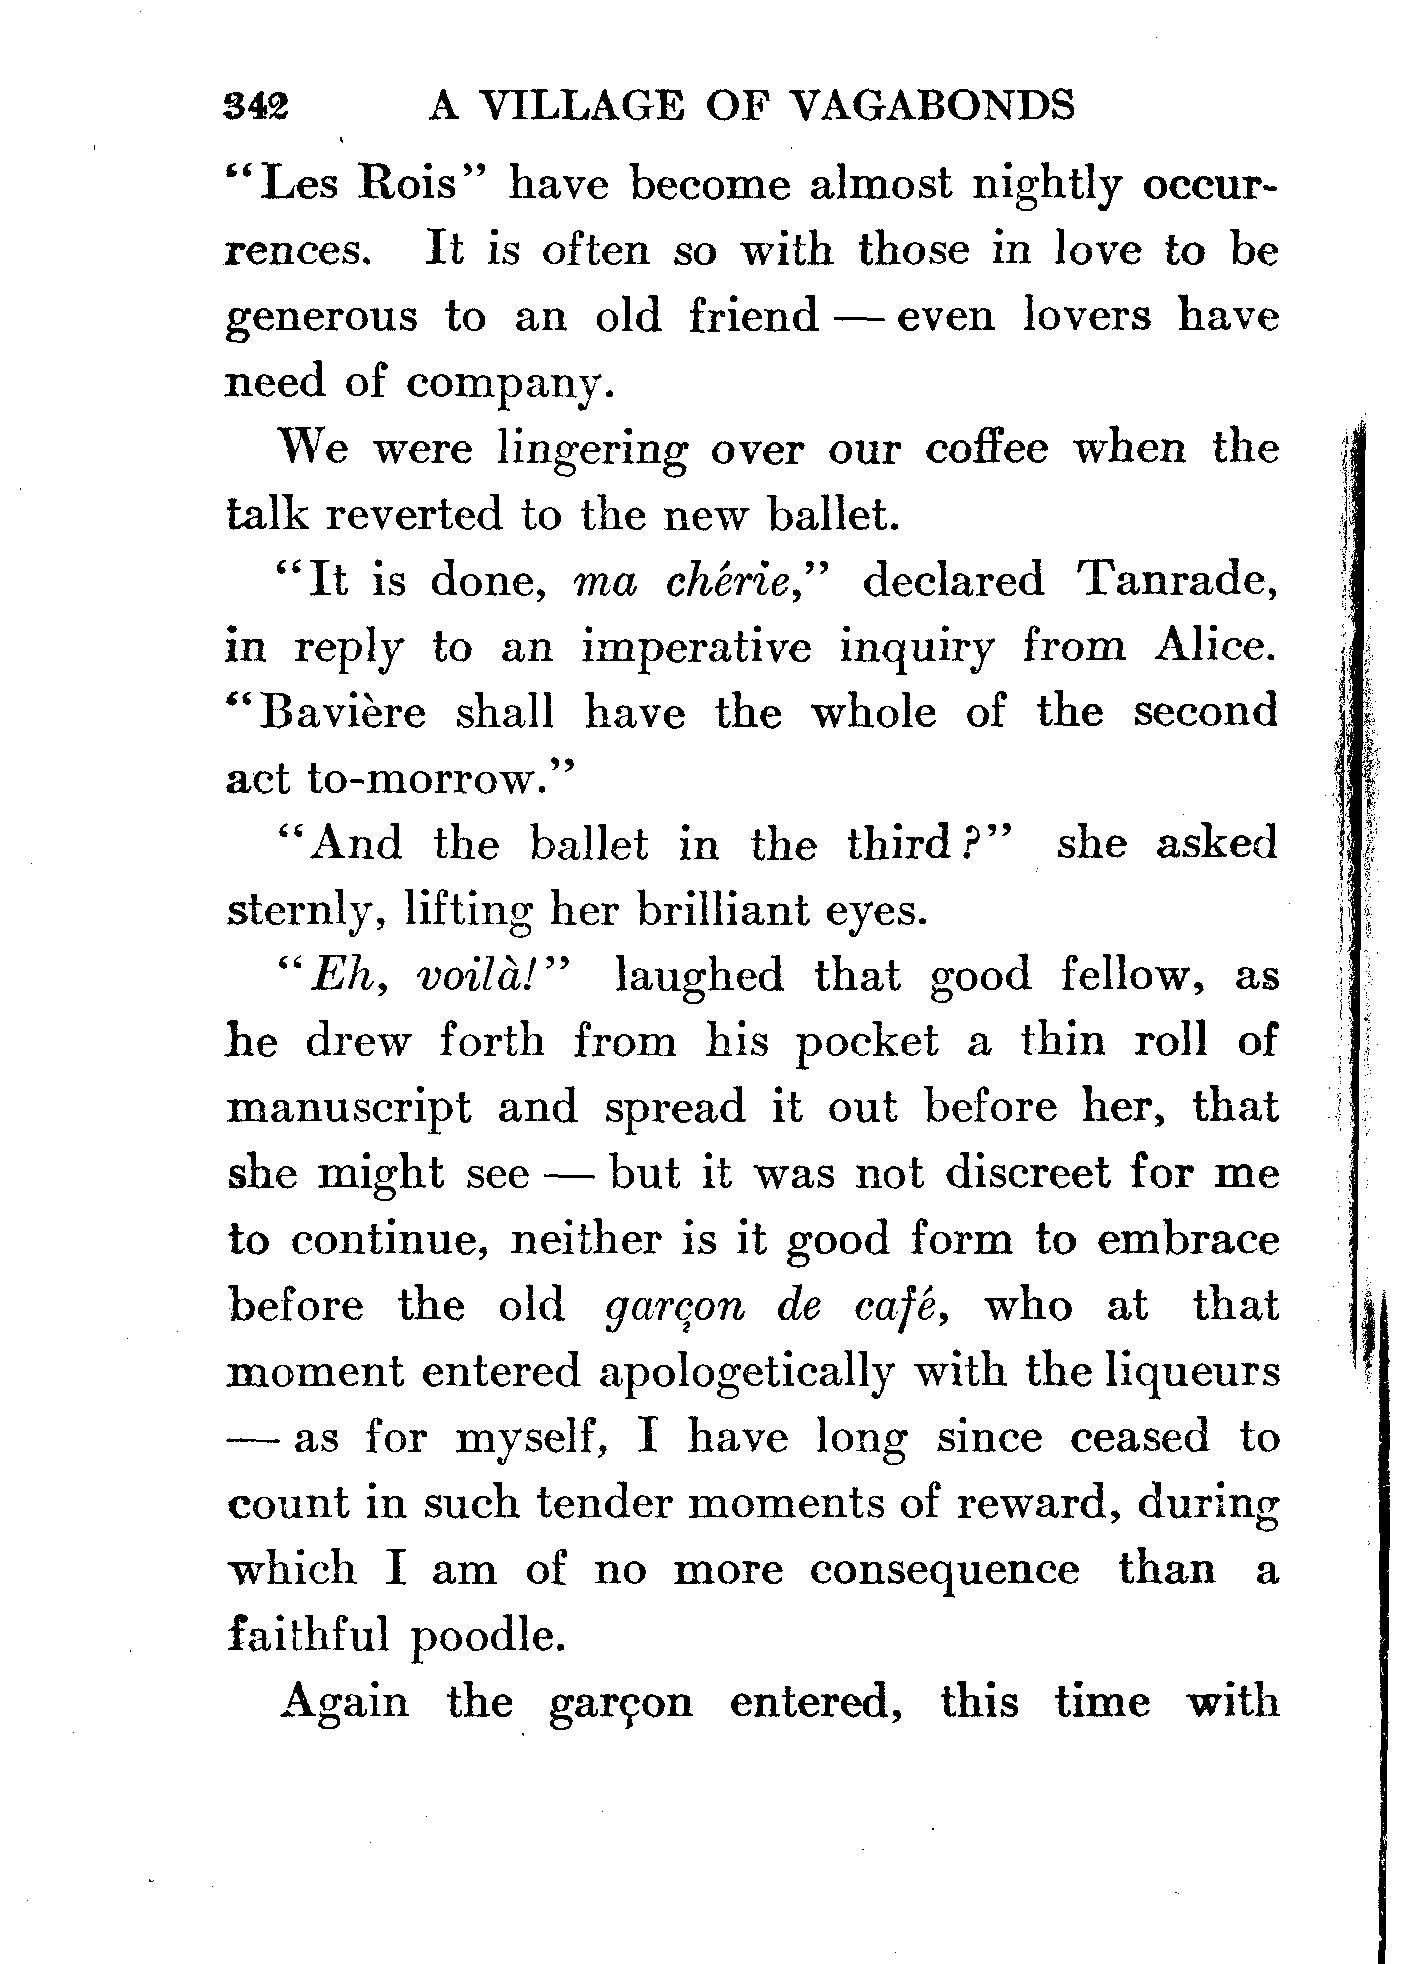 342 A VILLAGE OF VAGABONDS
“Les Rois” have become almost nightly occur-
rences. It is often so with those in love to be
generous to an old friend — even lovers have
need of company.
We were lingering over our coffee when the
talk reverted to the new ballet.
“It is done, ma chérie,” declared Tanrade,
in reply to an imperative inquiry from Alice.
“Bavière shall have the whole of the second
act to-morrow.”
“And the ballet in the third?” she asked
sternly, lifting her brilliant eyes.
“Eh, voilà!” laughed that good fellow, as
he drew forth from his pocket a thin roll of
manuscript and spread it out before her, that
she might see — but it was not discreet for me
to continue, neither is it good form to embrace
before the old garçon de café, who at that
moment entered apologetically with the liqueurs
— as for myself, I have long since ceased to
count in such tender moments of reward, during
which I am of no more consequence than a
faithful poodle.
Again the garçon entered, this time with